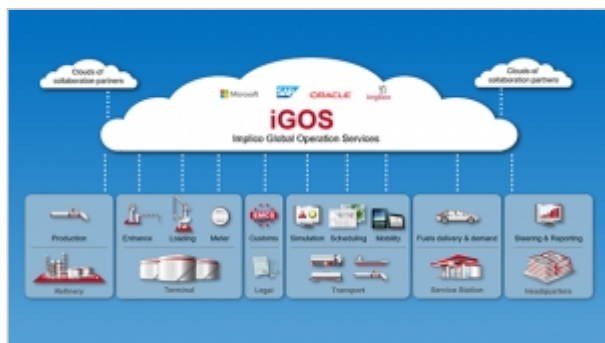 Clouds of
collaboration partners
Clouds of
collaboration partners
Microsoft
SAP
ORACLE
implico
iGOS
Implico Global Operation Services
Production
Entrance
Loading
Meter
EMCS
Customs
Simulation
Scheduling
Mobility
Fuels delivery & demand
Steering & Reporting
Refinery
Terminal
Legal
Transport
Service Station
Headquarters